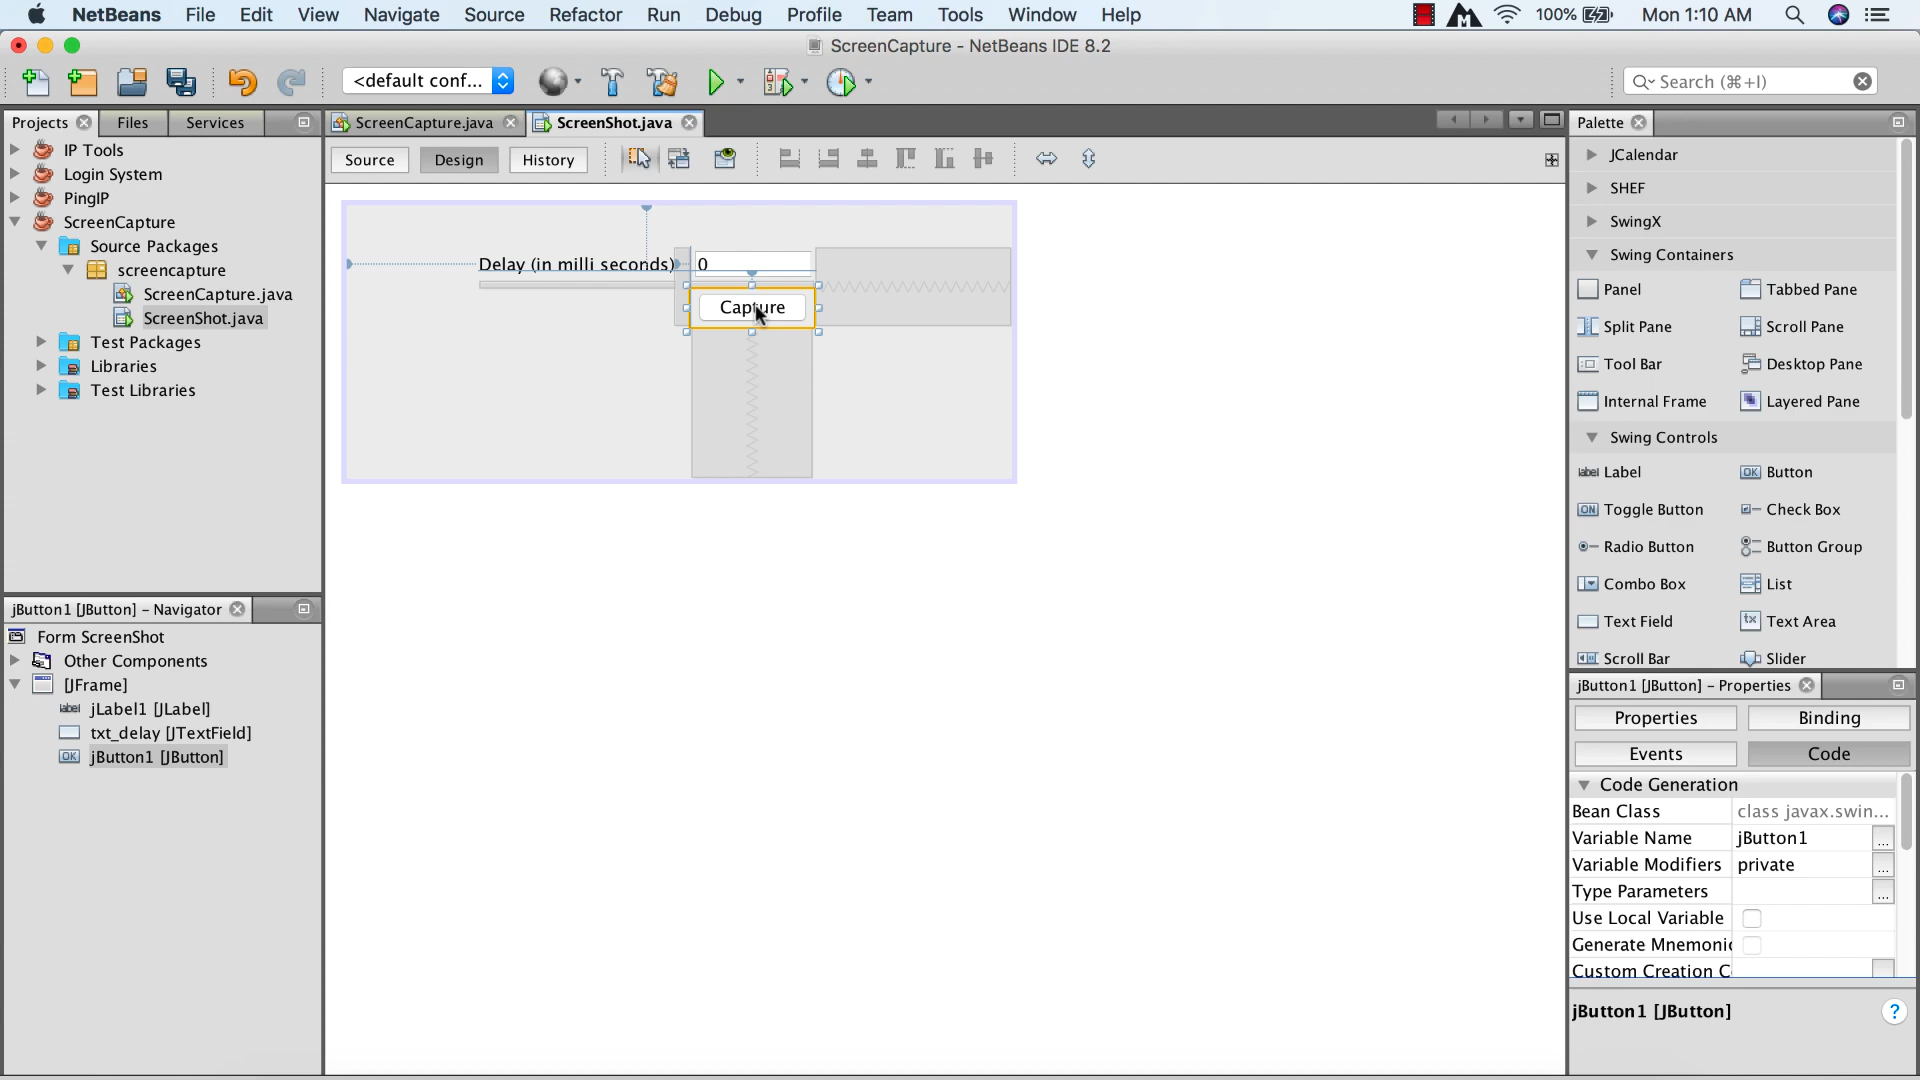 NetBeans File Edit View Navigate Source Refactor Run Debug Profile Team Tools Window Help 100% Mon 1:10 AM
ScreenCapture - NetBeans IDE 8.2
<default conf... Search (⌘+I)
Projects Files Services ScreenCapture.java ScreenShot.java Palette
Source Design History
IP Tools
Login System
PingIP
ScreenCapture
Source Packages
screencapture
ScreenCapture.java
ScreenShot.java
Test Packages
Libraries
Test Libraries
Delay (in milli seconds) 0
Capture
JCalendar
SHEF
SwingX
Swing Containers
Panel Tabbed Pane
Split Pane Scroll Pane
Tool Bar Desktop Pane
Internal Frame Layered Pane
Swing Controls
label Label OK Button
ON Toggle Button Check Box
Radio Button Button Group
Combo Box List
Text Field tx Text Area
Scroll Bar Slider
jButton1 [JButton] - Navigator
Form ScreenShot
Other Components
[JFrame]
label jLabel1 [JLabel]
txt_delay [JTextField]
OK jButton1 [JButton]
jButton1 [JButton] - Properties
Properties Binding
Events Code
Code Generation
Bean Class class javax.swin...
Variable Name jButton1 ...
Variable Modifiers private ...
Type Parameters ...
Use Local Variable
Generate Mnemonic
Custom Creation C
jButton1 [JButton] ?